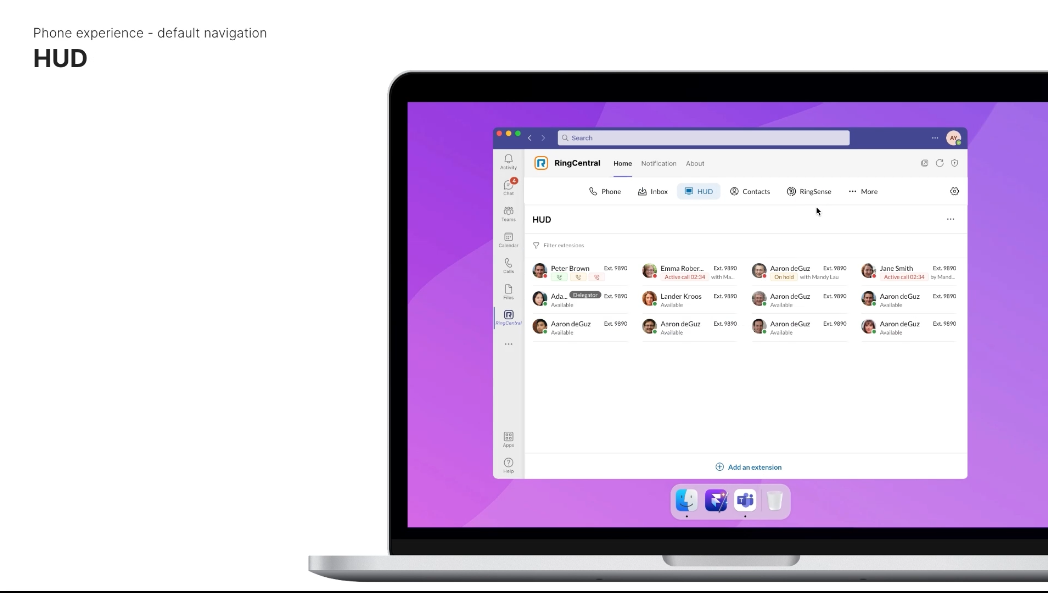 Phone experience - default navigation
HUD
Search
AY
Activity
RingCentral
Home
Notification
About
Chat
4
Phone
Inbox
HUD
Contacts
RingSense
More
Teams
HUD
Calendar
Filter extensions
Calls
Peter Brown Ext. 9890
Emma Rober... Ext. 9890
Active call 02:34 with Ma...
Aaron deGuz Ext. 9890
On hold with Mandy Lau
Jane Smith Ext. 9890
Active call 02:34 by Mand...
Files
Ada... Delegator Ext. 9890
Available
Lander Kroos Ext. 9890
Available
Aaron deGuz Ext. 9890
Available
Aaron deGuz Ext. 9890
Available
RingCentral
Aaron deGuz Ext. 9890
Available
Aaron deGuz Ext. 9890
Available
Aaron deGuz Ext. 9890
Available
Aaron deGuz Ext. 9890
Available
Apps
Help
Add an extension